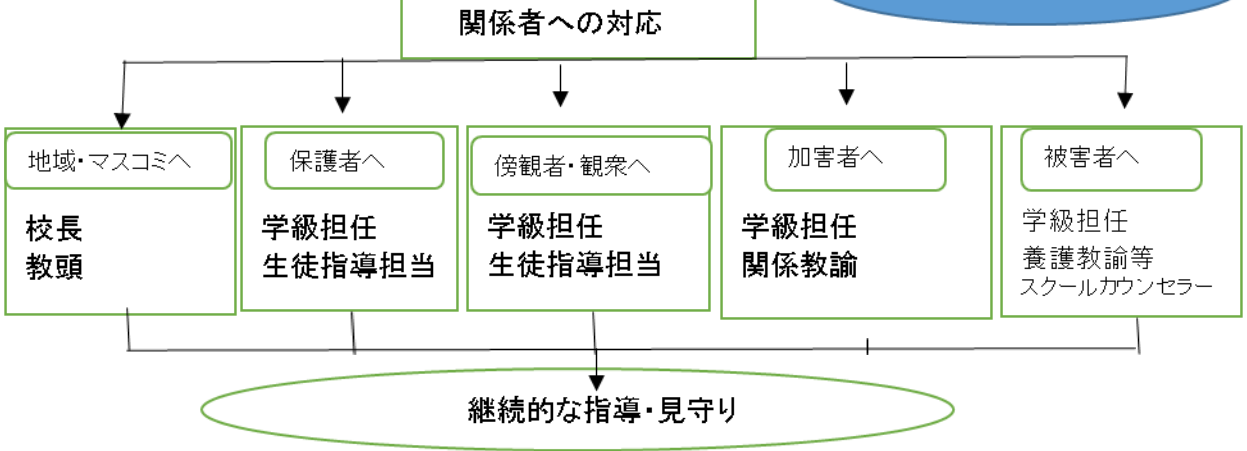 関係者への対応
地域・マスコミへ
校長
教頭
保護者へ
学級担任
生徒指導担当
傍観者・観衆へ
学級担任
生徒指導担当
加害者へ
学級担任
関係教諭
被害者へ
学級担任
養護教諭等
スクールカウンセラー
継続的な指導・見守り